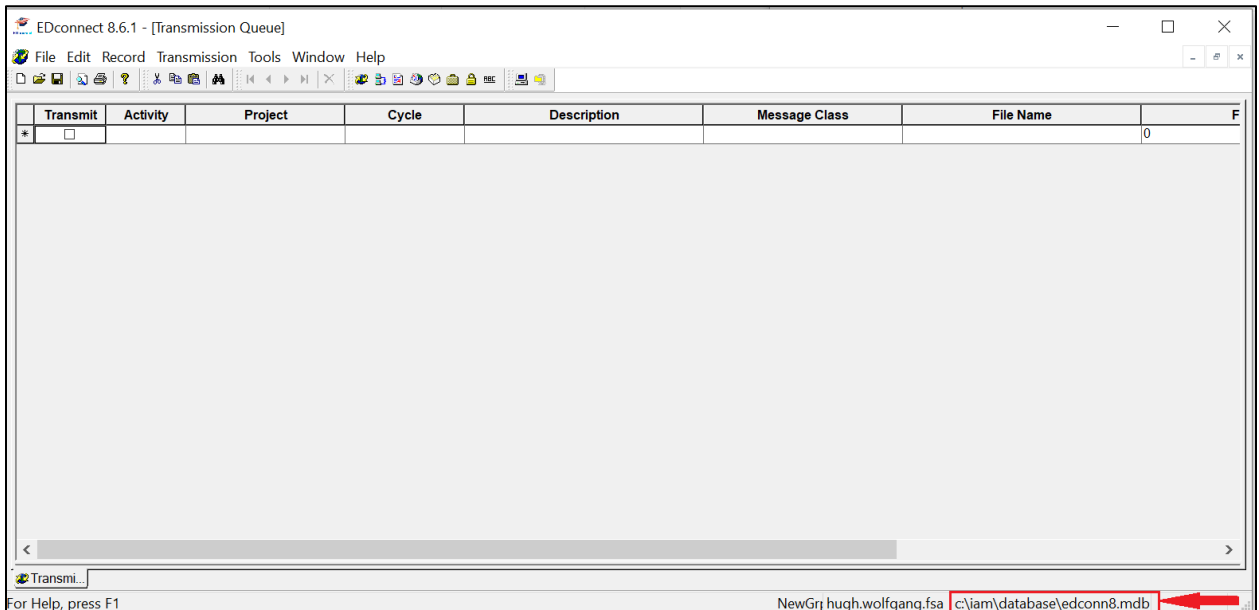 EDconnect 8.6.1 - [Transmission Queue]
File Edit Record Transmission Tools Window Help
Transmit Activity Project Cycle Description Message Class File Name F
* 0
Transmi...
For Help, press F1 NewGr hugh.wolfgang.fsa c:\iam\database\edconn8.mdb